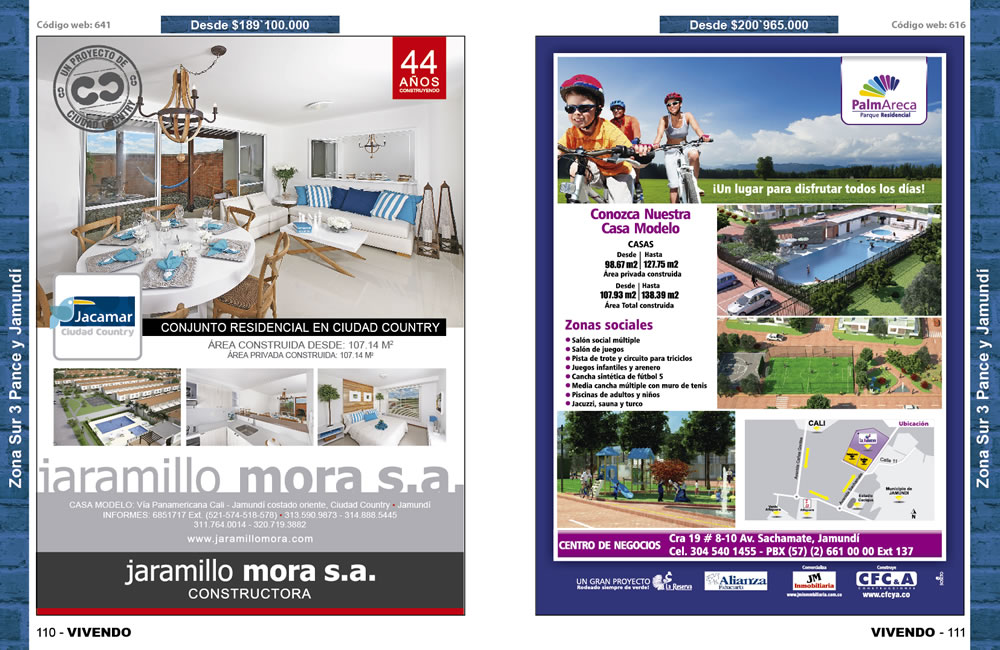 Código web: 641
Desde $189`100.000
UN PROYECTO DE
CIUDAD COUNTRY
44
AÑOS
CONSTRUYENDO
Jacamar
Ciudad Country
CONJUNTO RESIDENCIAL EN CIUDAD COUNTRY
ÁREA CONSTRUIDA DESDE: 107.14 M²
ÁREA PRIVADA CONSTRUIDA: 107.14 M²
jaramillo mora s.a.
CASA MODELO: Vía Panamericana Cali - Jamundí costado oriente, Ciudad Country • Jamundí
INFORMES: 6851717 Ext. (521-574-518-578) • 313.590.9873 - 314.888.5445
311.764.0014 - 320.719.3882
www.jaramillomora.com
jaramillo mora s.a.
CONSTRUCTORA
Zona Sur 3 Pance y Jamundí
110 - VIVENDO
Desde $200`965.000
Código web: 616
PalmAreca
Parque Residencial
¡Un lugar para disfrutar todos los días!
Conozca Nuestra
Casa Modelo
CASAS
Desde | Hasta
98.67 m2 | 127.75 m2
Área privada construida
Desde | Hasta
107.93 m2 | 138.39 m2
Área Total construida
Zonas sociales
• Salón social múltiple
• Salón de juegos
• Pista de trote y circuito para triciclos
• Juegos infantiles y arenero
• Cancha sintética de fútbol 5
• Media cancha múltiple con muro de tenis
• Piscinas de adultos y niños
• Jacuzzi, sauna y turco
CALI
Ubicación
Calle 11
Municipio de
JAMUNDÍ
Estadio
Cacique
N
CENTRO DE NEGOCIOS
Cra 19 # 8-10 Av. Sachamate, Jamundí
Cel. 304 540 1455 - PBX (57) (2) 661 00 00 Ext 137
UN GRAN PROYECTO
Rodeado siempre de verde!
La Reserva
Alianza
Fiduciaria
Comercializa
JM
Inmobiliaria
www.jminmobiliaria.com.co
Construye
CFC.A
CONSTRUCCIONES
www.cfcya.co
Zona Sur 3 Pance y Jamundí
VIVENDO - 111